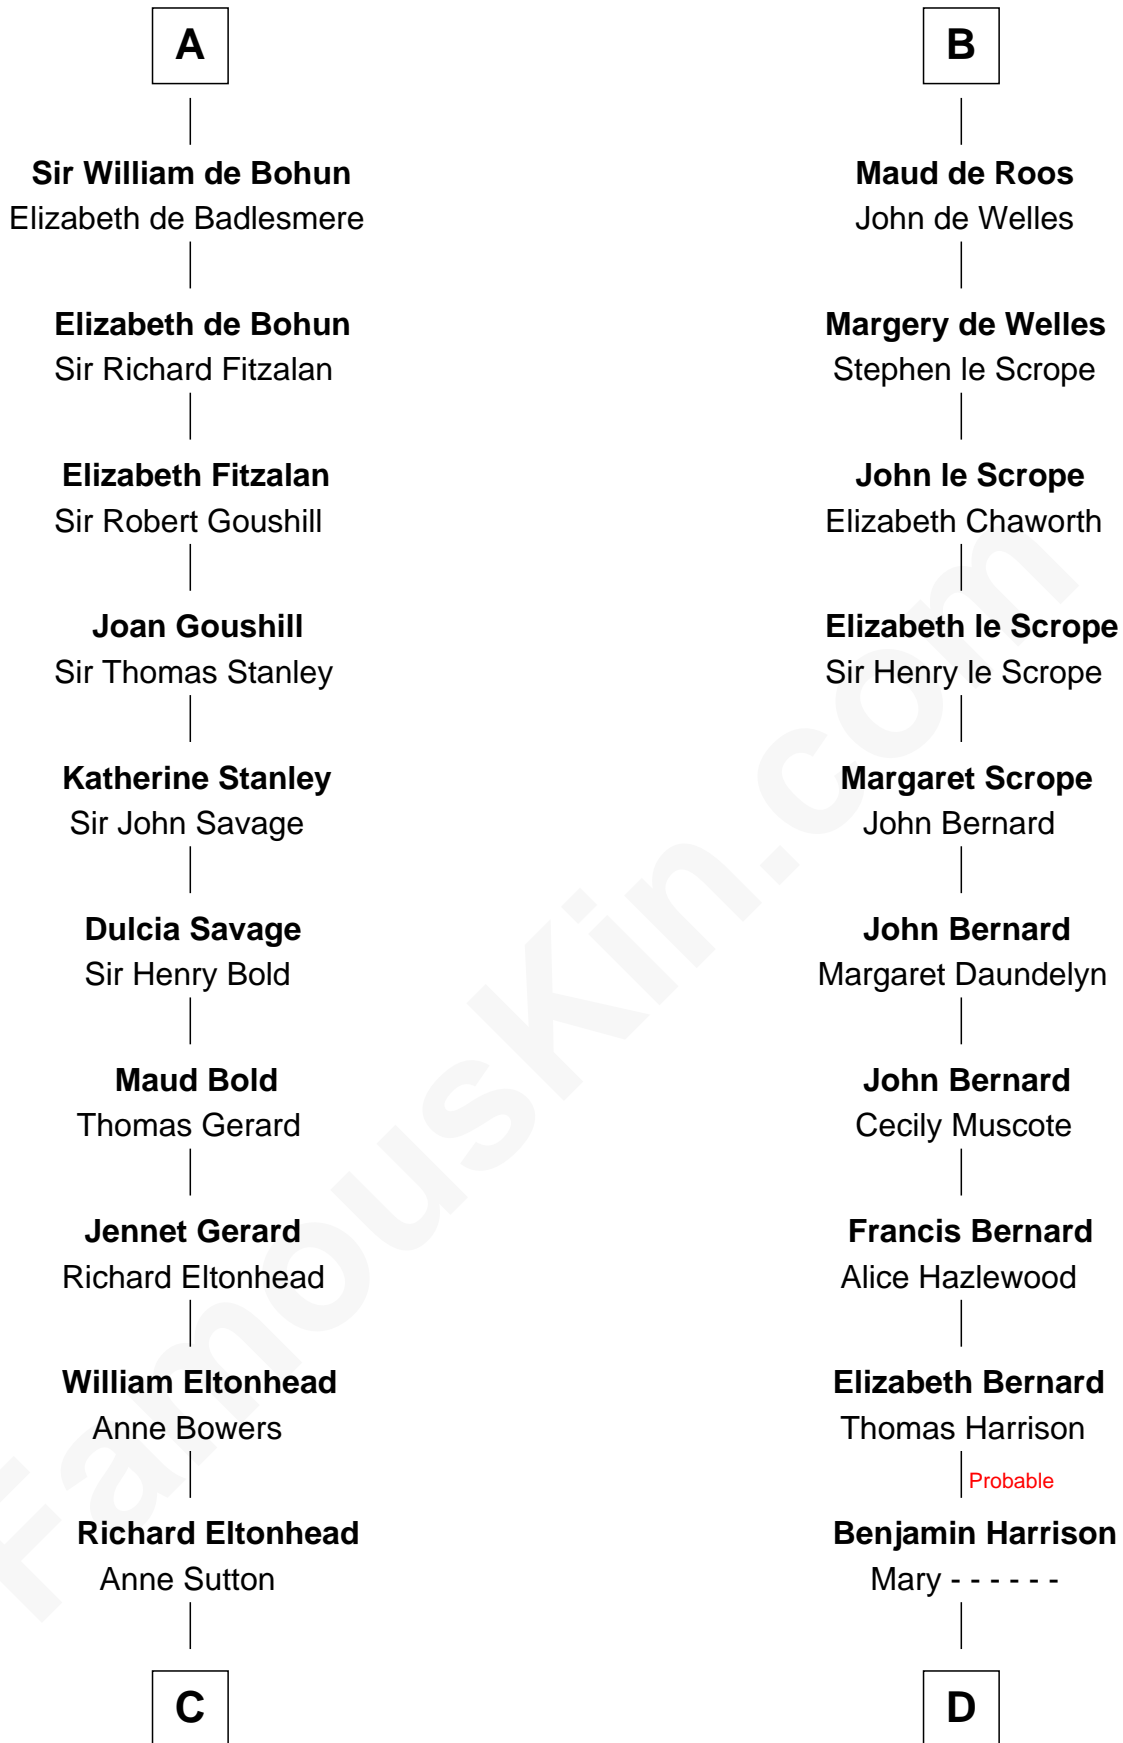 A
Sir William de Bohun
Elizabeth de Badlesmere
Elizabeth de Bohun
Sir Richard Fitzalan
Elizabeth Fitzalan
Sir Robert Goushill
Joan Goushill
Sir Thomas Stanley
Katherine Stanley
Sir John Savage
Dulcia Savage
Sir Henry Bold
Maud Bold
Thomas Gerard
Jennet Gerard
Richard Eltonhead
William Eltonhead
Anne Bowers
Richard Eltonhead
Anne Sutton
C
B
Maud de Roos
John de Welles
Margery de Welles
Stephen le Scrope
John le Scrope
Elizabeth Chaworth
Elizabeth le Scrope
Sir Henry le Scrope
Margaret Scrope
John Bernard
John Bernard
Margaret Daundelyn
John Bernard
Cecily Muscote
Francis Bernard
Alice Hazlewood
Elizabeth Bernard
Thomas Harrison
Probable
Benjamin Harrison
Mary - - - - - -
D
FamousKin.com